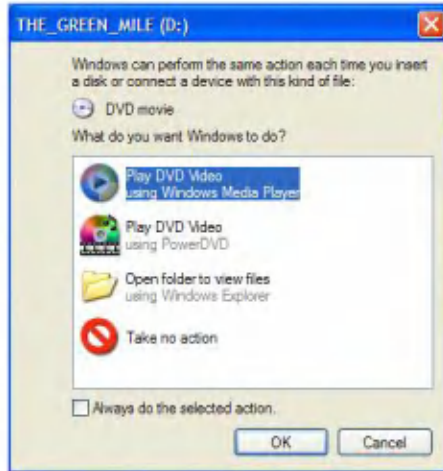 THE_GREEN_MILE (D:)
Windows can perform the same action each time you insert
a disk or connect a device with this kind of file:
DVD movie
What do you want Windows to do?
Play DVD Video
using Windows Media Player
Play DVD Video
using PowerDVD
Open folder to view files
using Windows Explorer
Take no action
Always do the selected action.
OK
Cancel